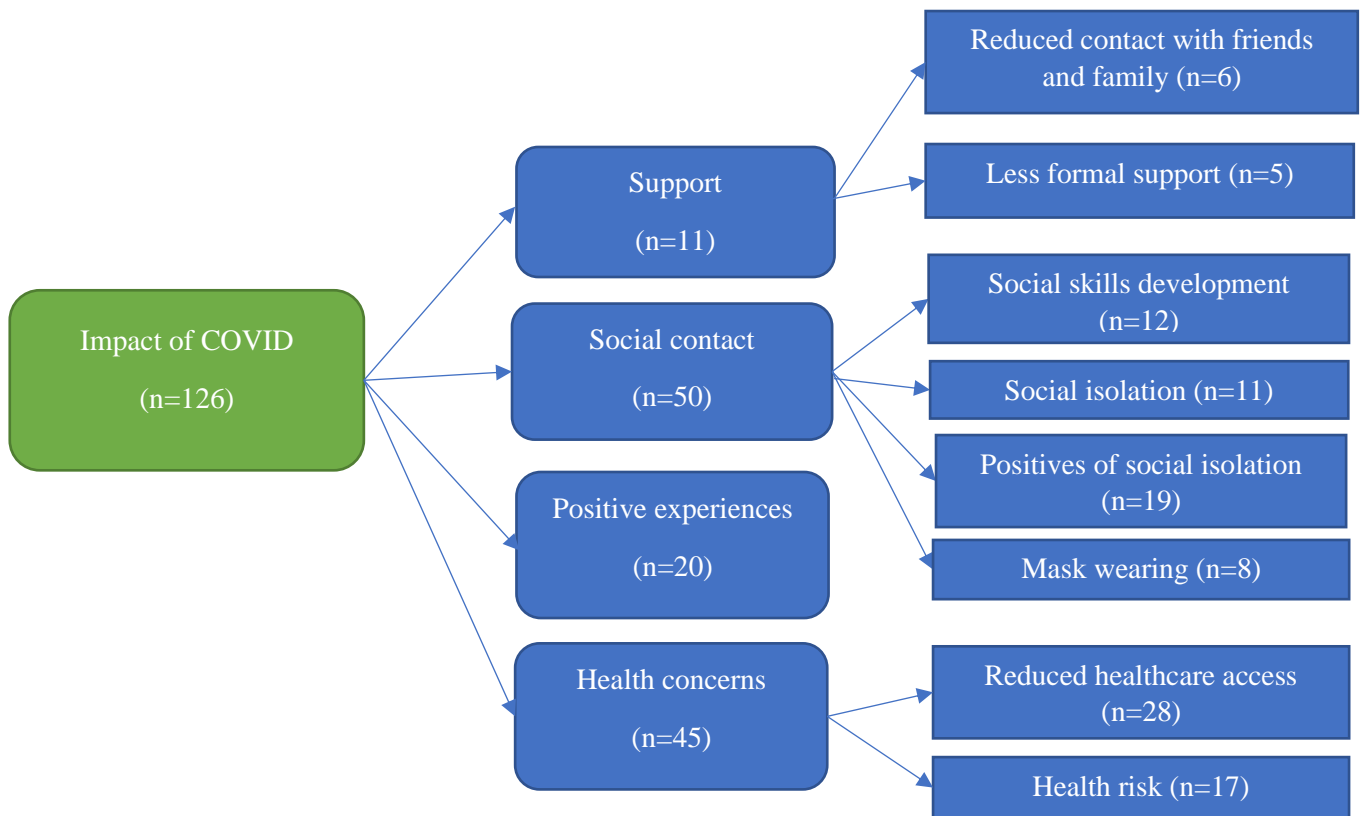 Impact of COVID
(n=126)
Support
(n=11)
Social contact
(n=50)
Positive experiences
(n=20)
Health concerns
(n=45)
Reduced contact with friends
and family (n=6)
Less formal support (n=5)
Social skills development
(n=12)
Social isolation (n=11)
Positives of social isolation
(n=19)
Mask wearing (n=8)
Reduced healthcare access
(n=28)
Health risk (n=17)